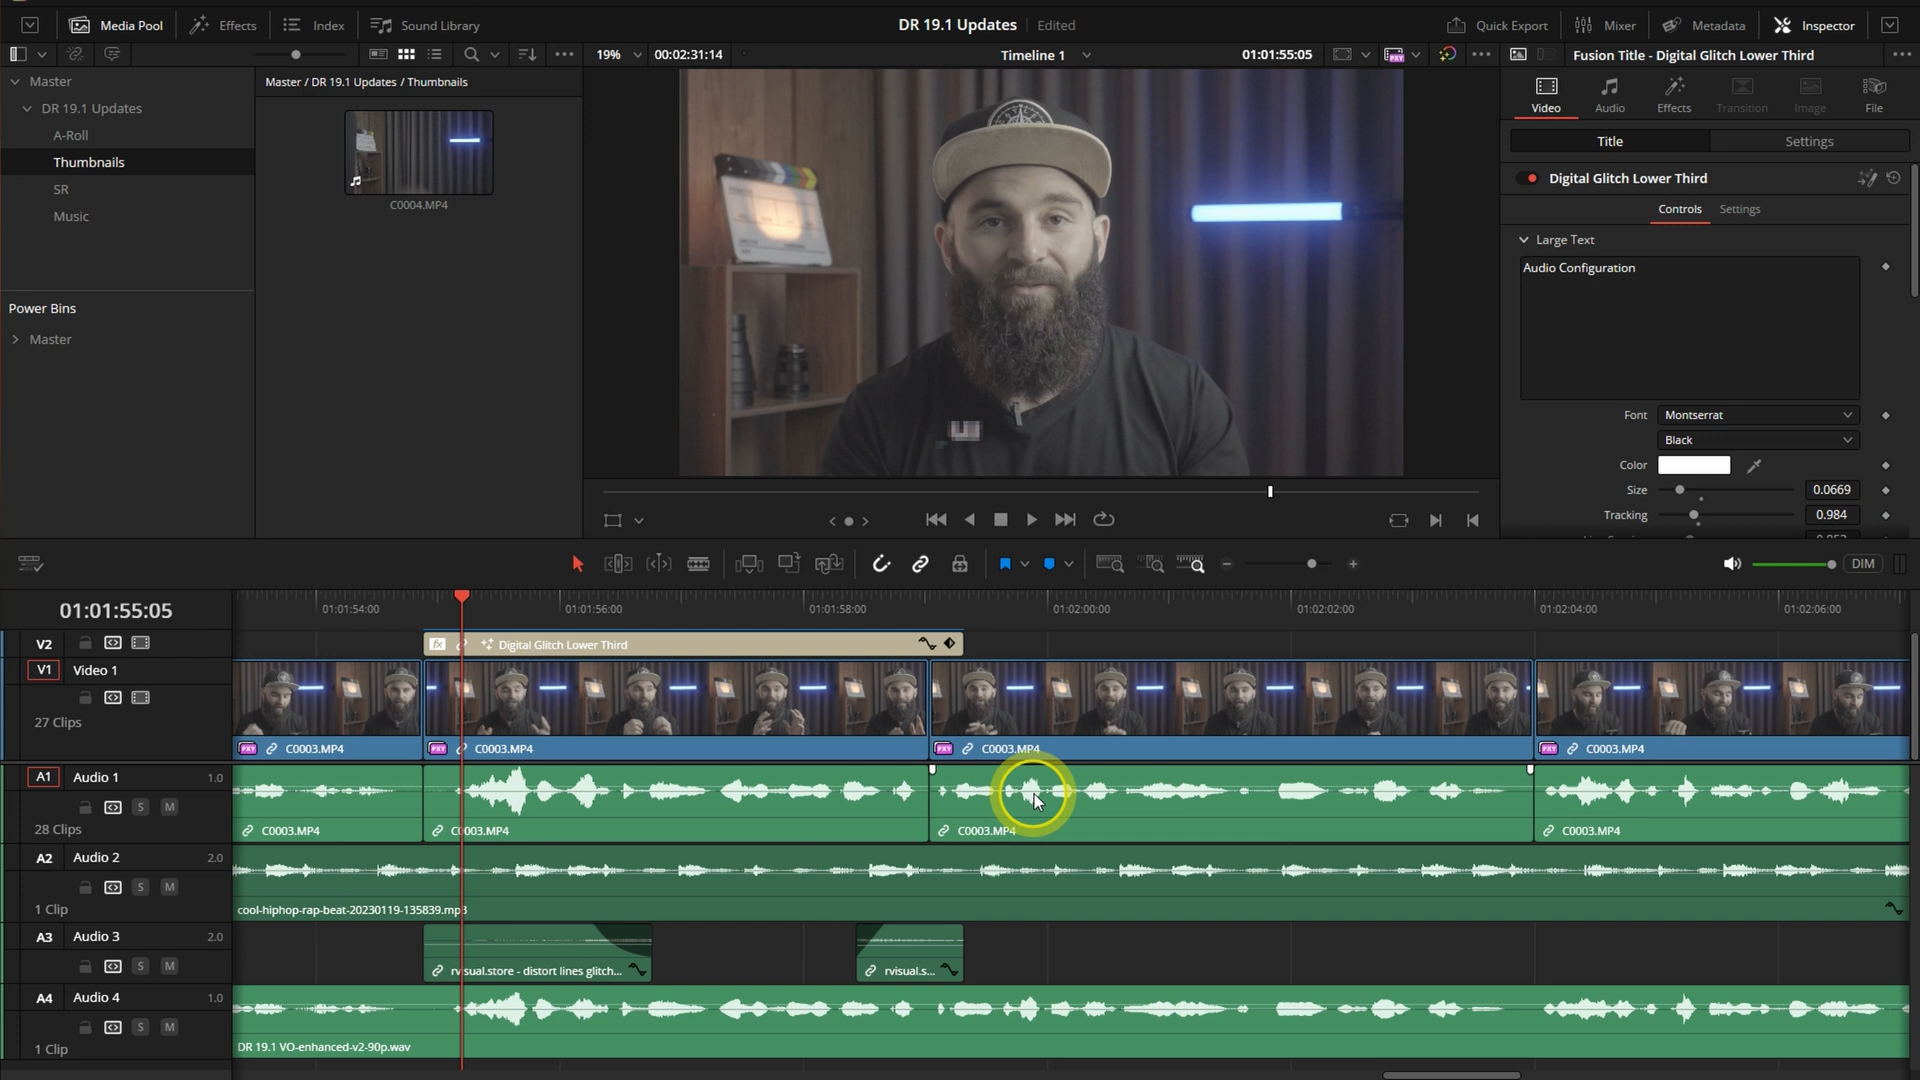 Media Pool Effects Index Sound Library DR 19.1 Updates Edited Quick Export Mixer Metadata Inspector
19% 00:02:31:14 Timeline 1 01:01:55:05 Fusion Title - Digital Glitch Lower Third
Master
DR 19.1 Updates
A-Roll
Thumbnails
SR
Music
Power Bins
Master
Master / DR 19.1 Updates / Thumbnails
C0004.MP4
Video Audio Effects Transition Image File
Title Settings
Digital Glitch Lower Third
Controls Settings
Large Text
Audio Configuration
Font Montserrat
Black
Color
Size 0.0669
Tracking 0.984
DIM
01:01:55:05
01:01:54:00 01:01:56:00 01:01:58:00 01:02:00:00 01:02:02:00 01:02:04:00 01:02:06:00
V2 fx Digital Glitch Lower Third
V1 Video 1
27 Clips
PXY C0003.MP4 PXY C0003.MP4 PXY C0003.MP4 PXY C0003.MP4
A1 Audio 1 1.0
S M
28 Clips C0003.MP4 C0003.MP4 C0003.MP4 C0003.MP4
A2 Audio 2 2.0
S M
1 Clip cool-hiphop-rap-beat-20230119-135839.mp3
A3 Audio 3 2.0
S M rvisual.store - distort lines glitch... rvisual.s...
A4 Audio 4 1.0
S M
1 Clip DR 19.1 VO-enhanced-v2-90p.wav